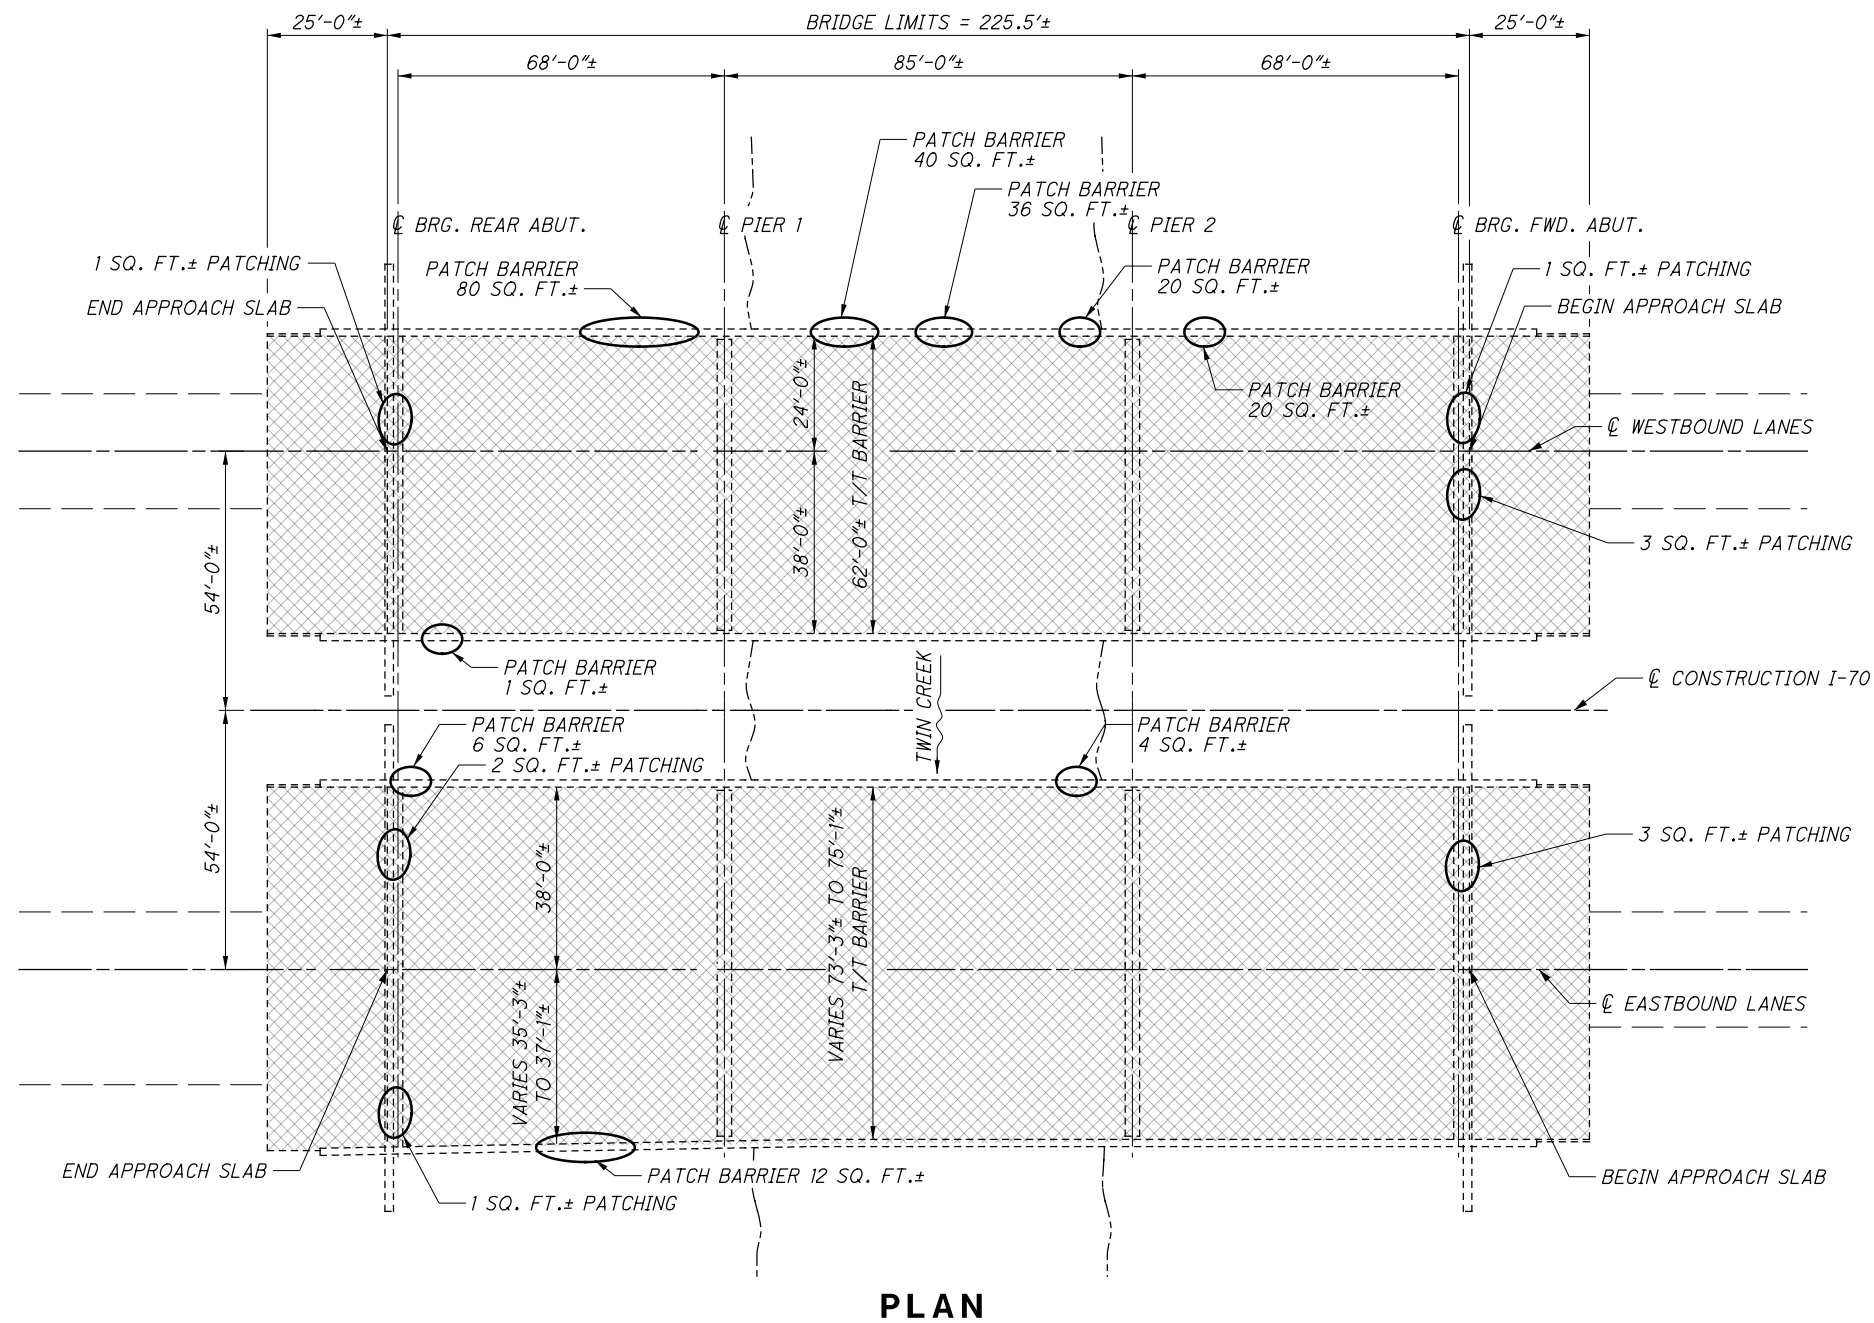 25'-0"±
BRIDGE LIMITS = 225.5'±
25'-0"±
68'-0"±
85'-0"±
68'-0"±
PATCH BARRIER
40 SQ. FT.±
PATCH BARRIER
36 SQ. FT.±
℄ BRG. REAR ABUT.
℄ PIER 1
℄ PIER 2
℄ BRG. FWD. ABUT.
1 SQ. FT.± PATCHING
PATCH BARRIER
80 SQ. FT.±
PATCH BARRIER
20 SQ. FT.±
1 SQ. FT.± PATCHING
END APPROACH SLAB
BEGIN APPROACH SLAB
24'-0"±
62'-0"± T/T BARRIER
PATCH BARRIER
20 SQ. FT.±
℄ WESTBOUND LANES
38'-0"±
3 SQ. FT.± PATCHING
54'-0"±
PATCH BARRIER
1 SQ. FT.±
TWIN CREEK
℄ CONSTRUCTION I-70
PATCH BARRIER
6 SQ. FT.±
PATCH BARRIER
4 SQ. FT.±
2 SQ. FT.± PATCHING
54'-0"±
38'-0"±
VARIES 73'-3"± TO 75'-1"±
T/T BARRIER
3 SQ. FT.± PATCHING
VARIES 35'-3"±
TO 37'-1"±
℄ EASTBOUND LANES
END APPROACH SLAB
PATCH BARRIER 12 SQ. FT.±
BEGIN APPROACH SLAB
1 SQ. FT.± PATCHING
PLAN